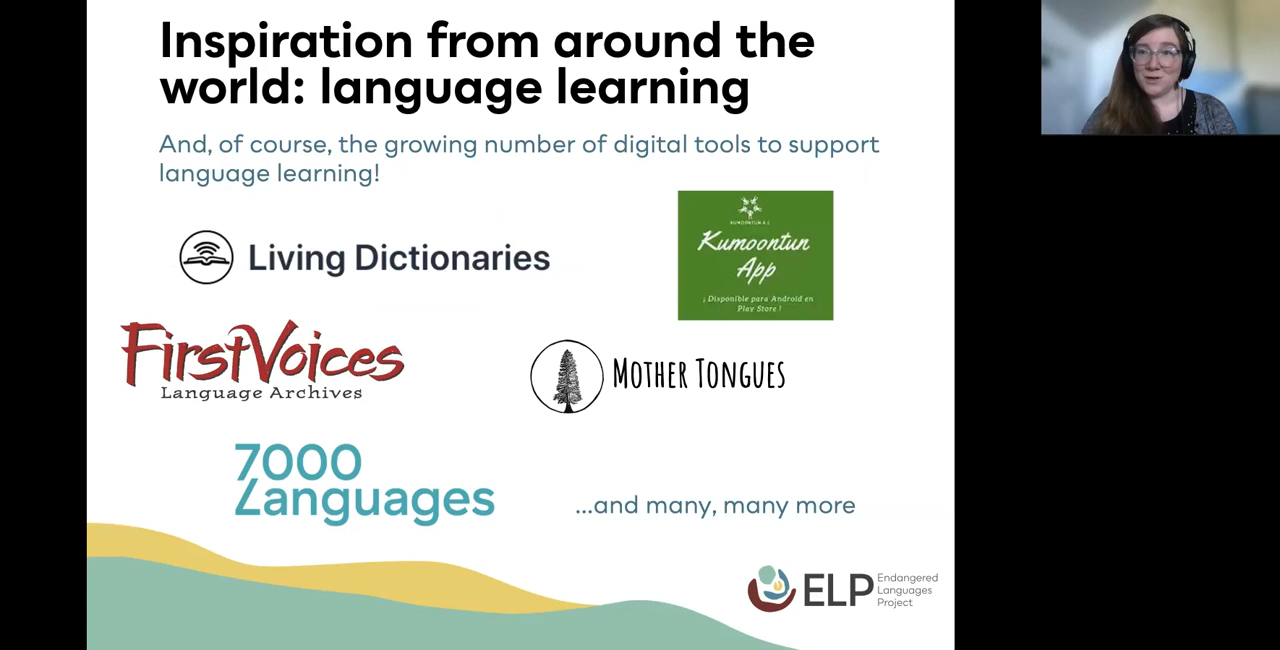 Inspiration from around the
world: language learning
And, of course, the growing number of digital tools to support
language learning!
KUMOONTUN A.C
Kumoontun
App
¡ Disponible para Android en
Play Store !
Living Dictionaries
FirstVoices
Language Archives
Mother Tongues
7000
Languages
...and many, many more
ELP Endangered
Languages
Project